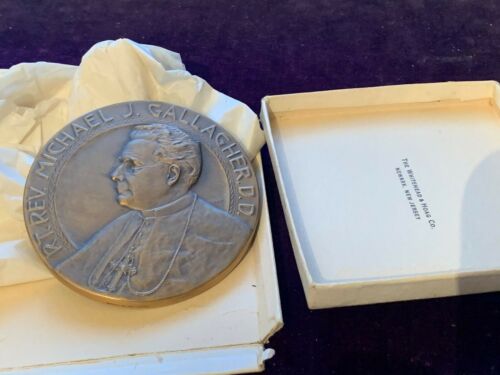 RT. REV. MICHAEL J. GALLAGHER D.D.
THE WHITEHEAD & HOAG CO.
NEWARK, NEW JERSEY